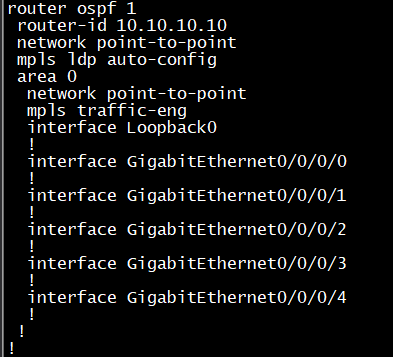 router ospf 1
 router-id 10.10.10.10
 network point-to-point
 mpls ldp auto-config
 area 0
  network point-to-point
  mpls traffic-eng
  interface Loopback0
  !
  interface GigabitEthernet0/0/0/0
  !
  interface GigabitEthernet0/0/0/1
  !
  interface GigabitEthernet0/0/0/2
  !
  interface GigabitEthernet0/0/0/3
  !
  interface GigabitEthernet0/0/0/4
  !
 !
!